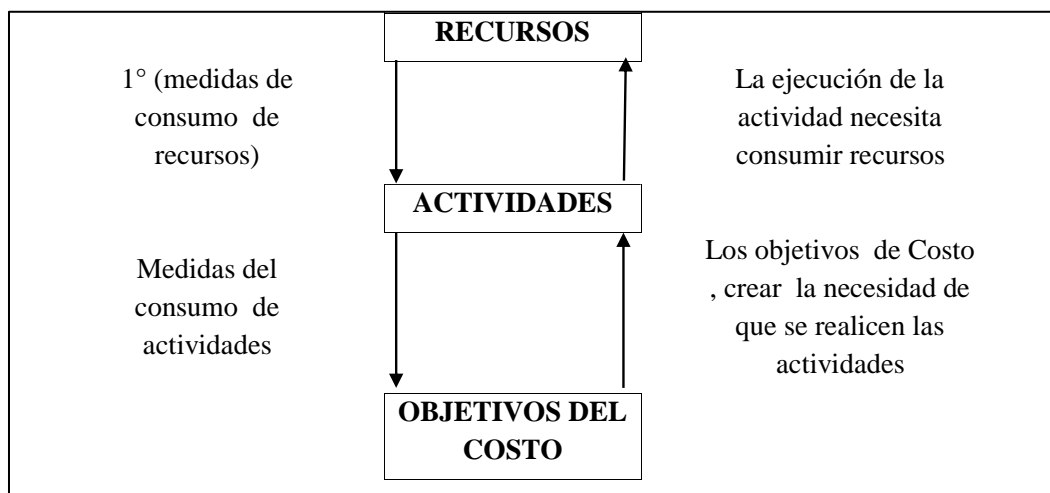 RECURSOS
1° (medidas de
consumo de
recursos)
La ejecución de la
actividad necesita
consumir recursos
ACTIVIDADES
Medidas del
consumo de
actividades
Los objetivos de Costo
, crear la necesidad de
que se realicen las
actividades
OBJETIVOS DEL
COSTO